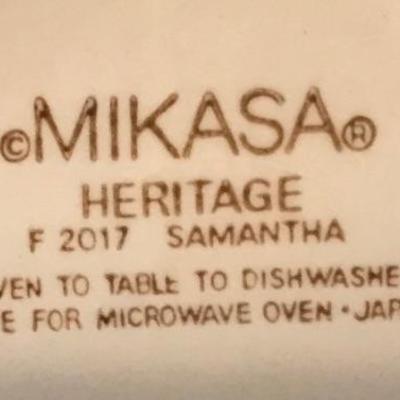 ©MIKASA®
HERITAGE
F 2017 SAMANTHA
VEN TO TABLE TO DISHWASHE
E FOR MICROWAVE OVEN · JAP